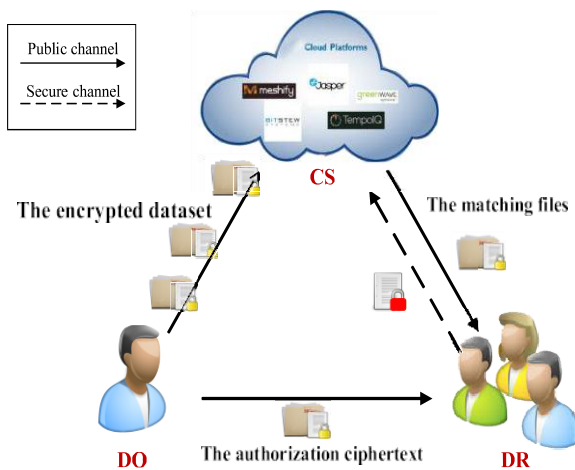 Public channel
Secure channel
Cloud Platforms
meshify
Jasper
greenwave
BITSTEW
SYSTEMS
TempoIQ
CS
The encrypted dataset
The matching files
DO
The authorization ciphertext
DR